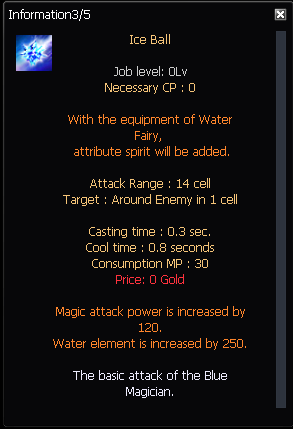 Information3/5
Ice Ball
Job level: 0Lv
Necessary CP : 0
With the equipment of Water
Fairy,
attribute spirit will be added.
Attack Range : 14 cell
Target : Around Enemy in 1 cell
Casting time : 0.3 sec.
Cool time : 0.8 seconds
Consumption MP : 30
Price: 0 Gold
Magic attack power is increased by
120.
Water element is increased by 250.
The basic attack of the Blue
Magician.